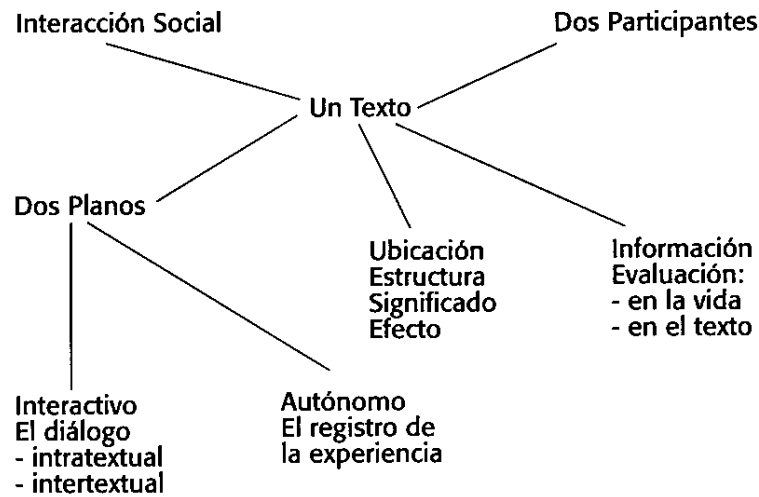 Interacción Social
Dos Participantes
Un Texto
Dos Planos
Ubicación
Estructura
Significado
Efecto
Información
Evaluación:
- en la vida
- en el texto
Interactivo
El diálogo
- intratextual
- intertextual
Autónomo
El registro de
la experiencia